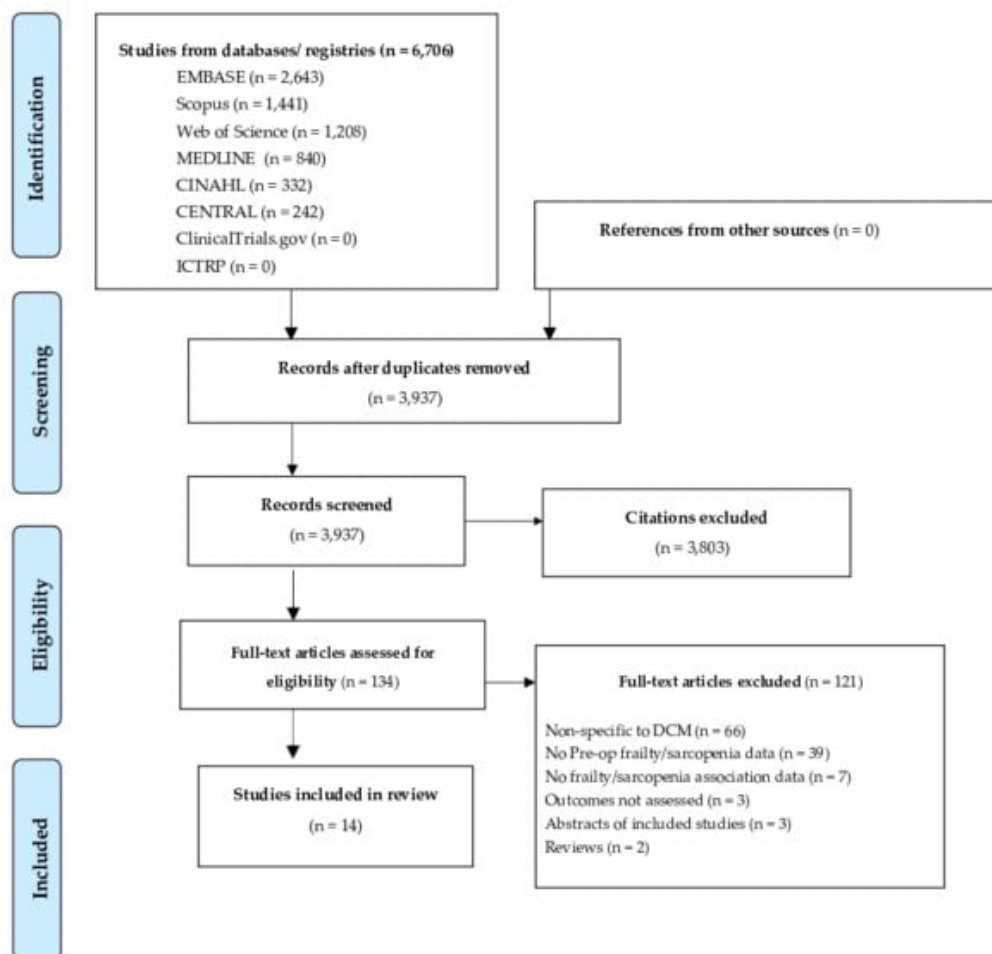 Identification
Studies from databases/ registries (n = 6,706)
EMBASE (n = 2,643)
Scopus (n = 1,441)
Web of Science (n = 1,208)
MEDLINE (n = 840)
CINAHL (n = 332)
CENTRAL (n = 242)
ClinicalTrials.gov (n = 0)
ICTRP (n = 0)
References from other sources (n = 0)
Screening
Records after duplicates removed
(n = 3,937)
Records screened
(n = 3,937)
Citations excluded
(n = 3,803)
Eligibility
Full-text articles assessed for
eligibility (n = 134)
Full-text articles excluded (n = 121)
Non-specific to DCM (n = 66)
No Pre-op frailty/sarcopenia data (n = 39)
No frailty/sarcopenia association data (n = 7)
Outcomes not assessed (n = 3)
Abstracts of included studies (n = 3)
Reviews (n = 2)
Included
Studies included in review
(n = 14)